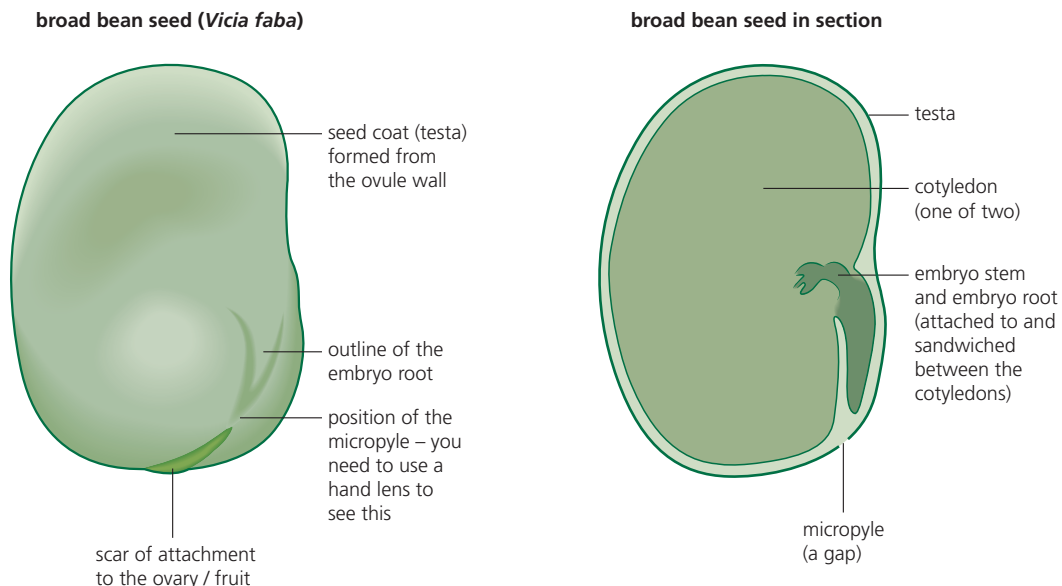 broad bean seed (Vicia faba)
seed coat (testa)
formed from
the ovule wall
outline of the
embryo root
position of the
micropyle – you
need to use a
hand lens to
see this
scar of attachment
to the ovary / fruit
broad bean seed in section
testa
cotyledon
(one of two)
embryo stem
and embryo root
(attached to and
sandwiched
between the
cotyledons)
micropyle
(a gap)